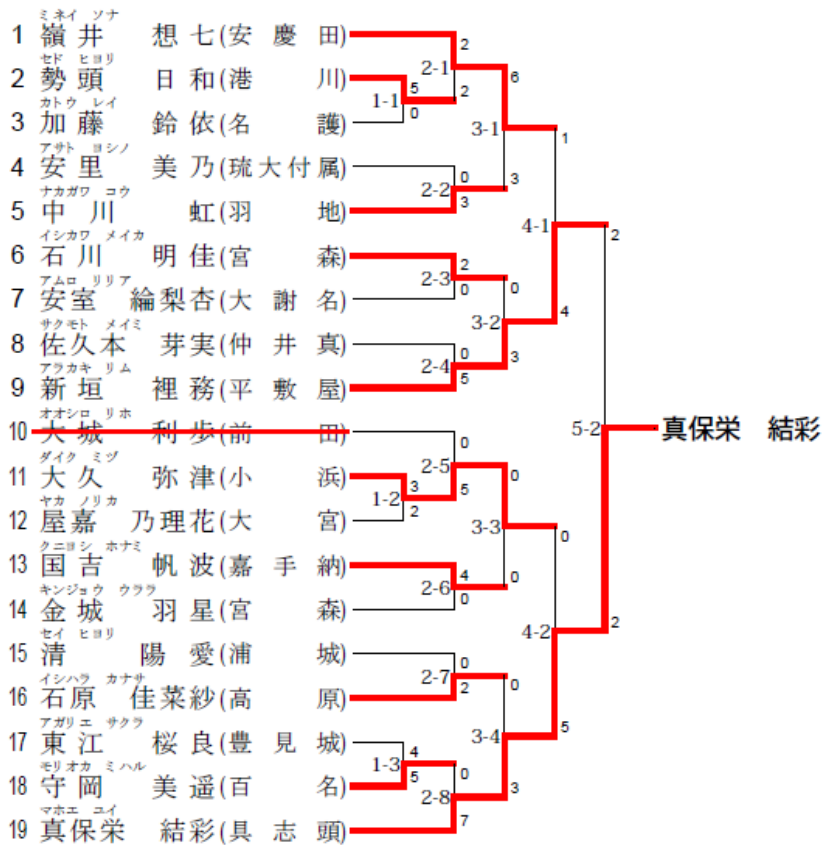 ミネイ ソナ
1 嶺井 想七(安慶田)
セド ヒヨリ
2 勢頭 日和(港川)
カトウ レイ
3 加藤 鈴依(名護)
アサト ヨシノ
4 安里 美乃(琉大付属)
ナカガワ コウ
5 中川 虹(羽地)
イシカワ メイカ
6 石川 明佳(宮森)
アムロ リリア
7 安室 綸梨杏(大謝名)
サクモト メイミ
8 佐久本 芽実(仲井真)
アラカキ リム
9 新垣 裡務(平敷屋)
オオシロ リホ
10 大城 利歩(前田)
ダイク ミヅ
11 大久 弥津(小浜)
ヤカ ノリカ
12 屋嘉 乃理花(大宮)
クニヨシ ホナミ
13 国吉 帆波(嘉手納)
キンジョウ ウララ
14 金城 羽星(宮森)
セイ ヒヨリ
15 清 陽愛(浦城)
イシハラ カナサ
16 石原 佳菜紗(高原)
アガリエ サクラ
17 東江 桜良(豊見城)
モリオカ ミハル
18 守岡 美遥(百名)
マホエ ユイ
19 真保栄 結彩(具志頭)
1-1 5 0
1-2 3 2
1-3 4 5
2-1 2 2
2-2 0 3
2-3 2 0
2-4 0 5
2-5 0 5
2-6 4 0
2-7 0 2
2-8 0 7
3-1 6 3
3-2 0 3
3-3 0 0
3-4 0 3
4-1 1 4
4-2 0 5
5-2 2 2
真保栄 結彩